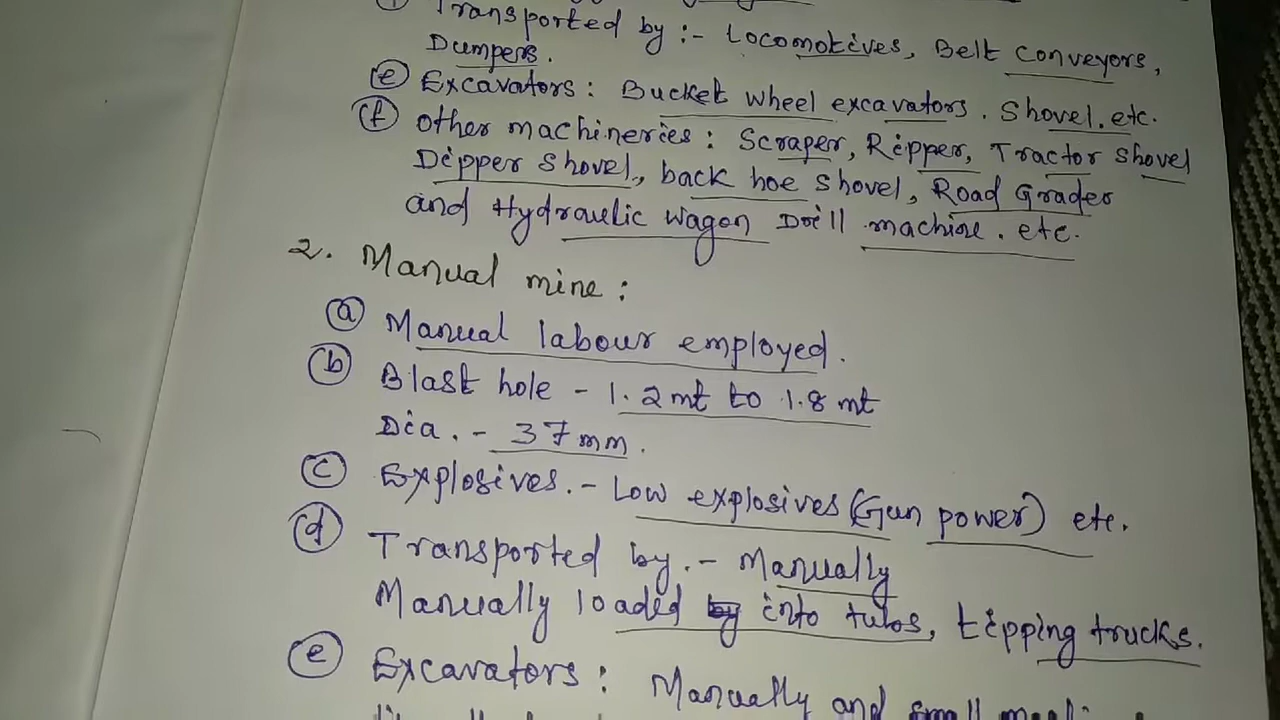 Transported by :- Locomotives, Belt conveyors,
Dumpers.
(e) Excavators : Bucket wheel excavators. Shovel. etc.
(f) other machineries : Scraper, Ripper, Tractor shovel
Dipper shovel, back hoe shovel, Road Grader
and Hydraulic wagon Drill machine. etc.
2. Manual mine :
(a) Manual labour employed.
(b) Blast hole - 1.2 mt to 1.8 mt
Dia. - 37 mm.
(c) Explosives. - Low explosives (Gun power) etc.
(d) Transported by. - Manually
Manually loaded into tubs, tipping trucks.
(e) Excavators : Manually and small